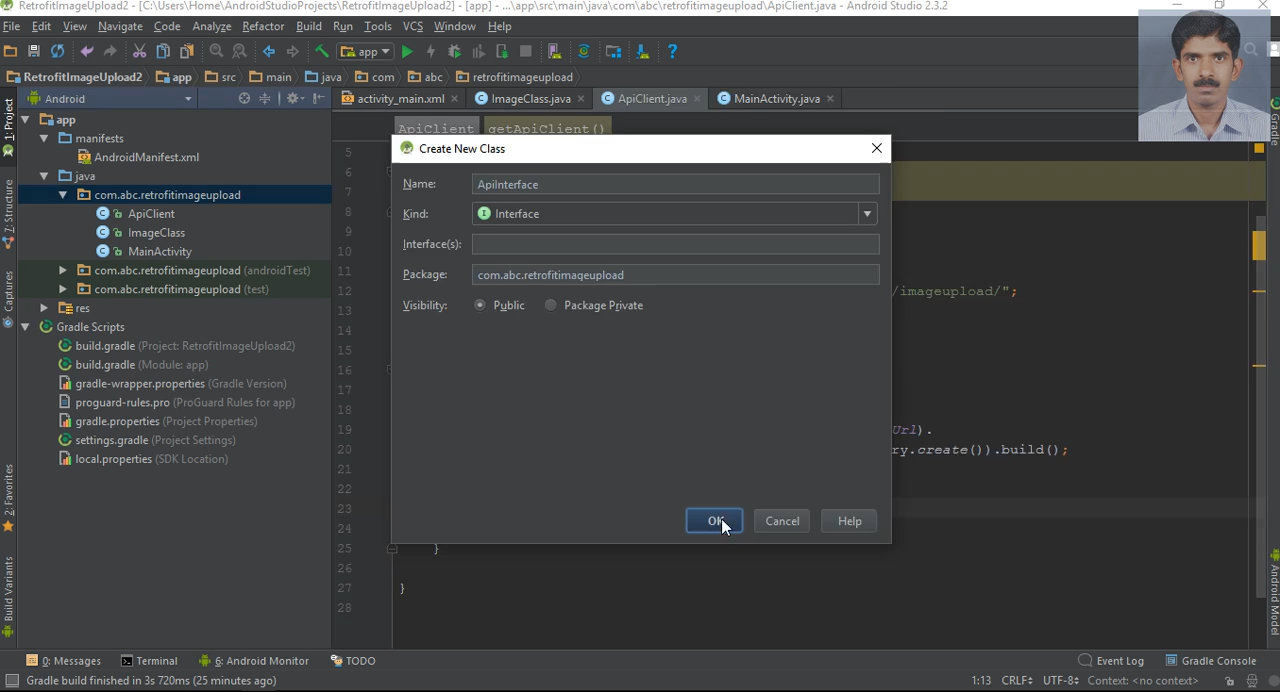 RetrofitImageUpload2 - [C:\Users\Home\AndroidStudioProjects\RetrofitImageUpload2] - [app] - ...\app\src\main\java\com\abc\retrofitimageupload\ApiClient.java - Android Studio 2.3.2
File Edit View Navigate Code Analyze Refactor Build Run Tools VCS Window Help
app
RetrofitImageUpload2 app src main java com abc retrofitimageupload
Android
activity_main.xml ImageClass.java ApiClient.java MainActivity.java
1: Project
Z: Structure
Captures
2: Favorites
Build Variants
app
manifests
AndroidManifest.xml
java
com.abc.retrofitimageupload
ApiClient
ImageClass
MainActivity
com.abc.retrofitimageupload (androidTest)
com.abc.retrofitimageupload (test)
res
Gradle Scripts
build.gradle (Project: RetrofitImageUpload2)
build.gradle (Module: app)
gradle-wrapper.properties (Gradle Version)
proguard-rules.pro (ProGuard Rules for app)
gradle.properties (Project Properties)
settings.gradle (Project Settings)
local.properties (SDK Location)
ApiClient getApiClient()
5
6
7
8
9
10
11
12 /imageupload/";
13
14
15
16
17
18
19 Url).
20 ry.create()).build();
21
22
23
24
25 }
26
27 }
28
Create New Class
Name: ApiInterface
Kind: Interface
Interface(s):
Package: com.abc.retrofitimageupload
Visibility: Public Package Private
OK Cancel Help
Gradle
Android Model
0: Messages Terminal 6: Android Monitor TODO Event Log Gradle Console
Gradle build finished in 3s 720ms (25 minutes ago) 1:13 CRLF UTF-8 Context: <no context>